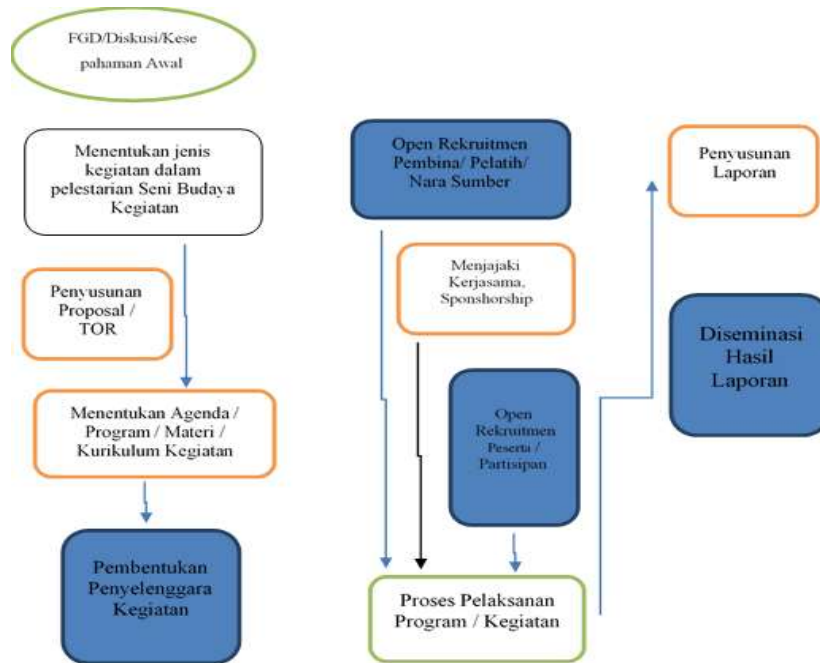 FGD/Diskusi/Kese
pahaman Awal
Menentukan jenis
kegiatan dalam
pelestarian Seni Budaya
Kegiatan
Penyusunan
Proposal /
TOR
Menentukan Agenda /
Program / Materi /
Kurikulum Kegiatan
Pembentukan
Penyelenggara
Kegiatan
Open Rekruitmen
Pembina/ Pelatih/
Nara Sumber
Menjajaki
Kerjasama,
Sponshorship
Open
Rekruitmen
Peserta /
Partisipan
Proses Pelaksanan
Program / Kegiatan
Penyusunan
Laporan
Diseminasi
Hasil
Laporan